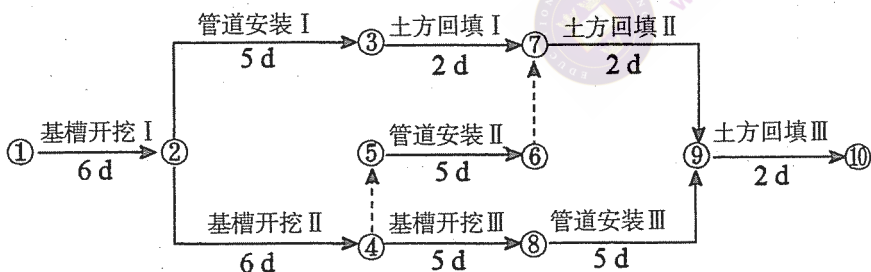 管道安装Ⅰ ③ 土方回填Ⅰ ⑦ 土方回填Ⅱ
5 d 2 d 2 d
① 基槽开挖Ⅰ ② ⑤ 管道安装Ⅱ ⑥ ⑨ 土方回填Ⅲ ⑩
6 d 5 d 2 d
基槽开挖Ⅱ ④ 基槽开挖Ⅲ ⑧ 管道安装Ⅲ
6 d 5 d 5 d